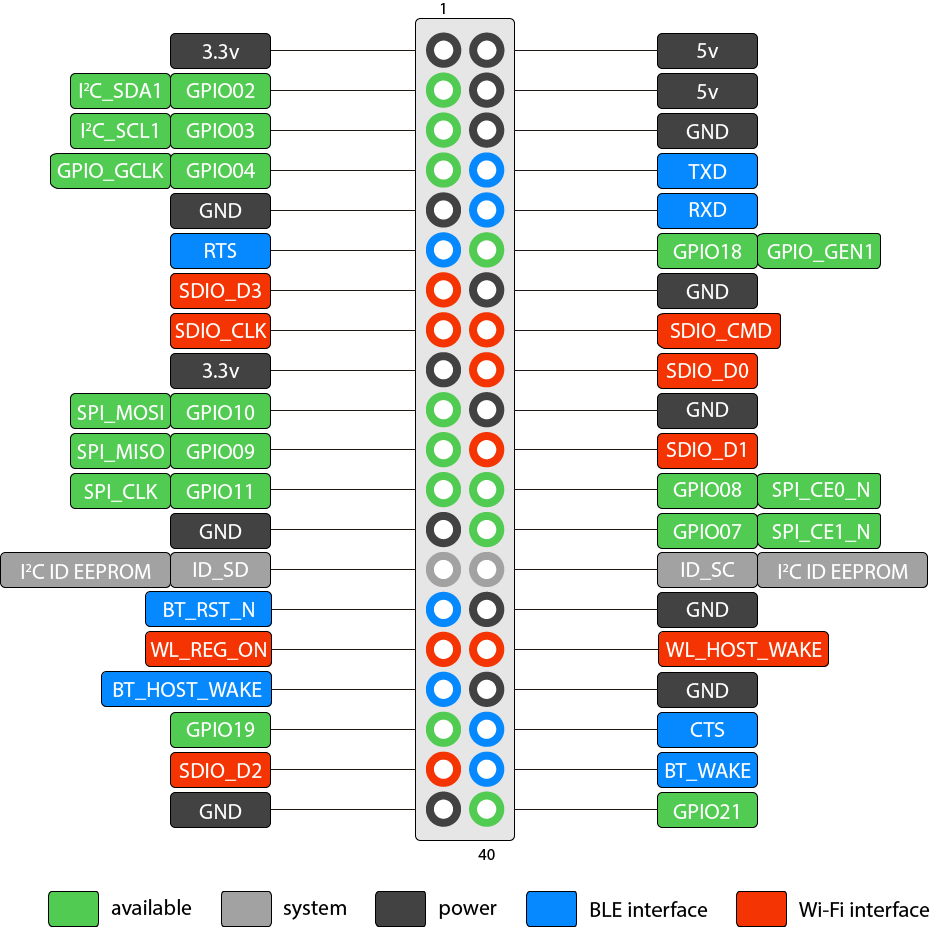 1
3.3v 5v
I²C_SDA1 GPIO02 5v
I²C_SCL1 GPIO03 GND
GPIO_GCLK GPIO04 TXD
GND RXD
RTS GPIO18 GPIO_GEN1
SDIO_D3 GND
SDIO_CLK SDIO_CMD
3.3v SDIO_D0
SPI_MOSI GPIO10 GND
SPI_MISO GPIO09 SDIO_D1
SPI_CLK GPIO11 GPIO08 SPI_CE0_N
GND GPIO07 SPI_CE1_N
I²C ID EEPROM ID_SD ID_SC I²C ID EEPROM
BT_RST_N GND
WL_REG_ON WL_HOST_WAKE
BT_HOST_WAKE GND
GPIO19 CTS
SDIO_D2 BT_WAKE
GND GPIO21
40
available system power BLE interface Wi-Fi interface